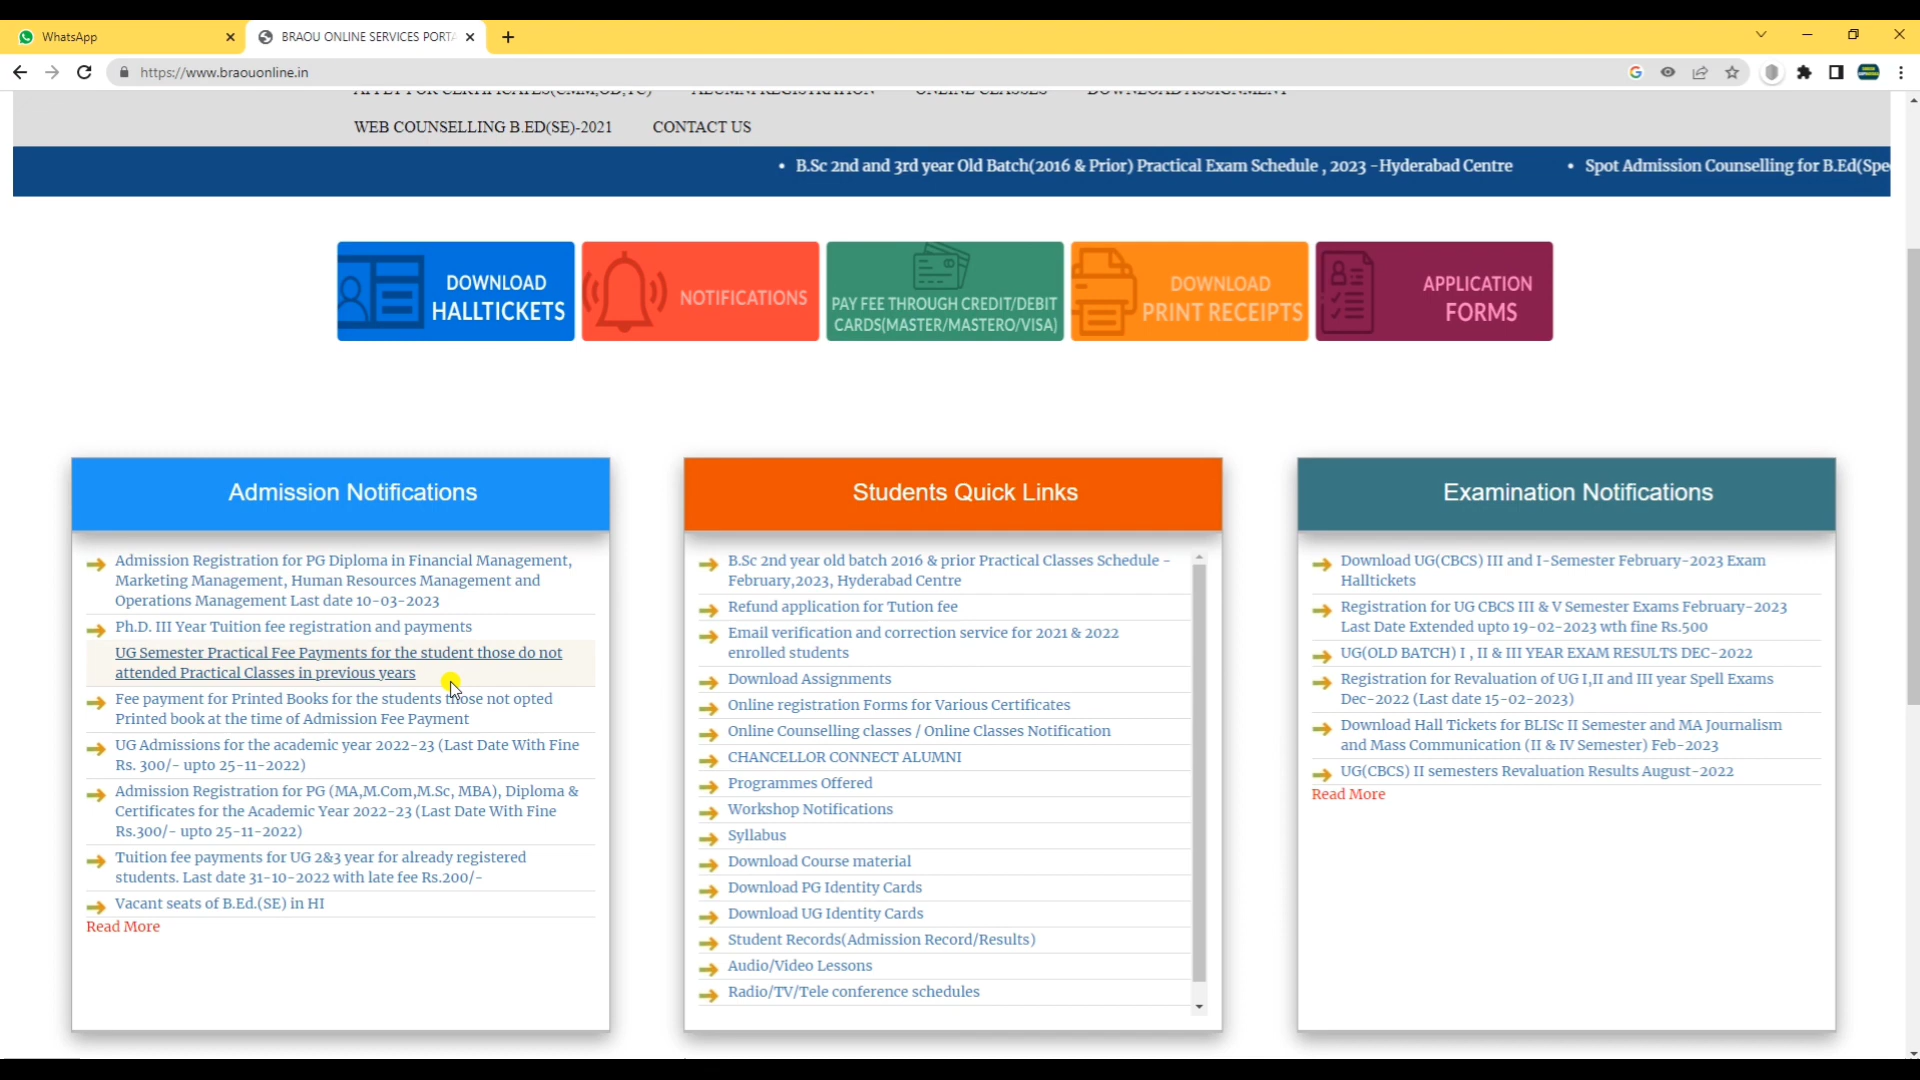 WhatsApp
BRAOU ONLINE SERVICES PORTA
https://www.braouonline.in
APPLY FOR CERTIFICATES(CMM,OD,TC) ALUMNI REGISTRATION ONLINE CLASSES DOWNLOAD ASSIGNMENT
WEB COUNSELLING B.ED(SE)-2021 CONTACT US
• B.Sc 2nd and 3rd year Old Batch(2016 & Prior) Practical Exam Schedule , 2023 -Hyderabad Centre • Spot Admission Counselling for B.Ed(Spe
DOWNLOAD
HALLTICKETS
NOTIFICATIONS
PAY FEE THROUGH CREDIT/DEBIT
CARDS(MASTER/MASTERO/VISA)
DOWNLOAD
PRINT RECEIPTS
APPLICATION
FORMS
Admission Notifications
Admission Registration for PG Diploma in Financial Management,
Marketing Management, Human Resources Management and
Operations Management Last date 10-03-2023
Ph.D. III Year Tuition fee registration and payments
UG Semester Practical Fee Payments for the student those do not
attended Practical Classes in previous years
Fee payment for Printed Books for the students those not opted
Printed book at the time of Admission Fee Payment
UG Admissions for the academic year 2022-23 (Last Date With Fine
Rs. 300/- upto 25-11-2022)
Admission Registration for PG (MA,M.Com,M.Sc, MBA), Diploma &
Certificates for the Academic Year 2022-23 (Last Date With Fine
Rs.300/- upto 25-11-2022)
Tuition fee payments for UG 2&3 year for already registered
students. Last date 31-10-2022 with late fee Rs.200/-
Vacant seats of B.Ed.(SE) in HI
Read More
Students Quick Links
B.Sc 2nd year old batch 2016 & prior Practical Classes Schedule -
February,2023, Hyderabad Centre
Refund application for Tution fee
Email verification and correction service for 2021 & 2022
enrolled students
Download Assignments
Online registration Forms for Various Certificates
Online Counselling classes / Online Classes Notification
CHANCELLOR CONNECT ALUMNI
Programmes Offered
Workshop Notifications
Syllabus
Download Course material
Download PG Identity Cards
Download UG Identity Cards
Student Records(Admission Record/Results)
Audio/Video Lessons
Radio/TV/Tele conference schedules
Examination Notifications
Download UG(CBCS) III and I-Semester February-2023 Exam
Halltickets
Registration for UG CBCS III & V Semester Exams February-2023
Last Date Extended upto 19-02-2023 wth fine Rs.500
UG(OLD BATCH) I , II & III YEAR EXAM RESULTS DEC-2022
Registration for Revaluation of UG I,II and III year Spell Exams
Dec-2022 (Last date 15-02-2023)
Download Hall Tickets for BLISc II Semester and MA Journalism
and Mass Communication (II & IV Semester) Feb-2023
UG(CBCS) II semesters Revaluation Results August-2022
Read More